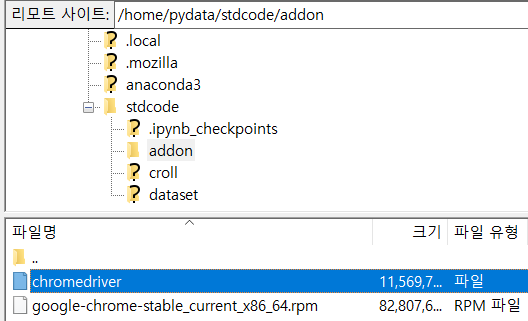 리모트 사이트: /home/pydata/stdcode/addon
.local
.mozilla
anaconda3
stdcode
.ipynb_checkpoints
addon
croll
dataset
파일명 크기 파일 유형
..
chromedriver 11,569,7... 파일
google-chrome-stable_current_x86_64.rpm 82,807,6... RPM 파일